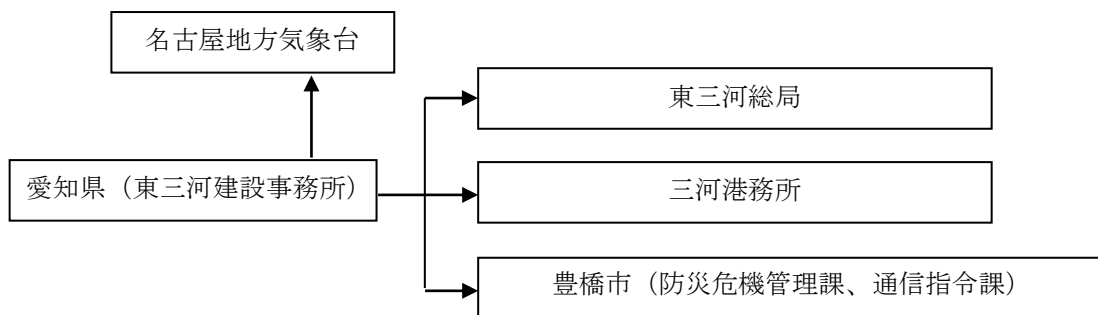 名古屋地方気象台
東三河総局
愛知県（東三河建設事務所）
三河港務所
豊橋市（防災危機管理課、通信指令課）